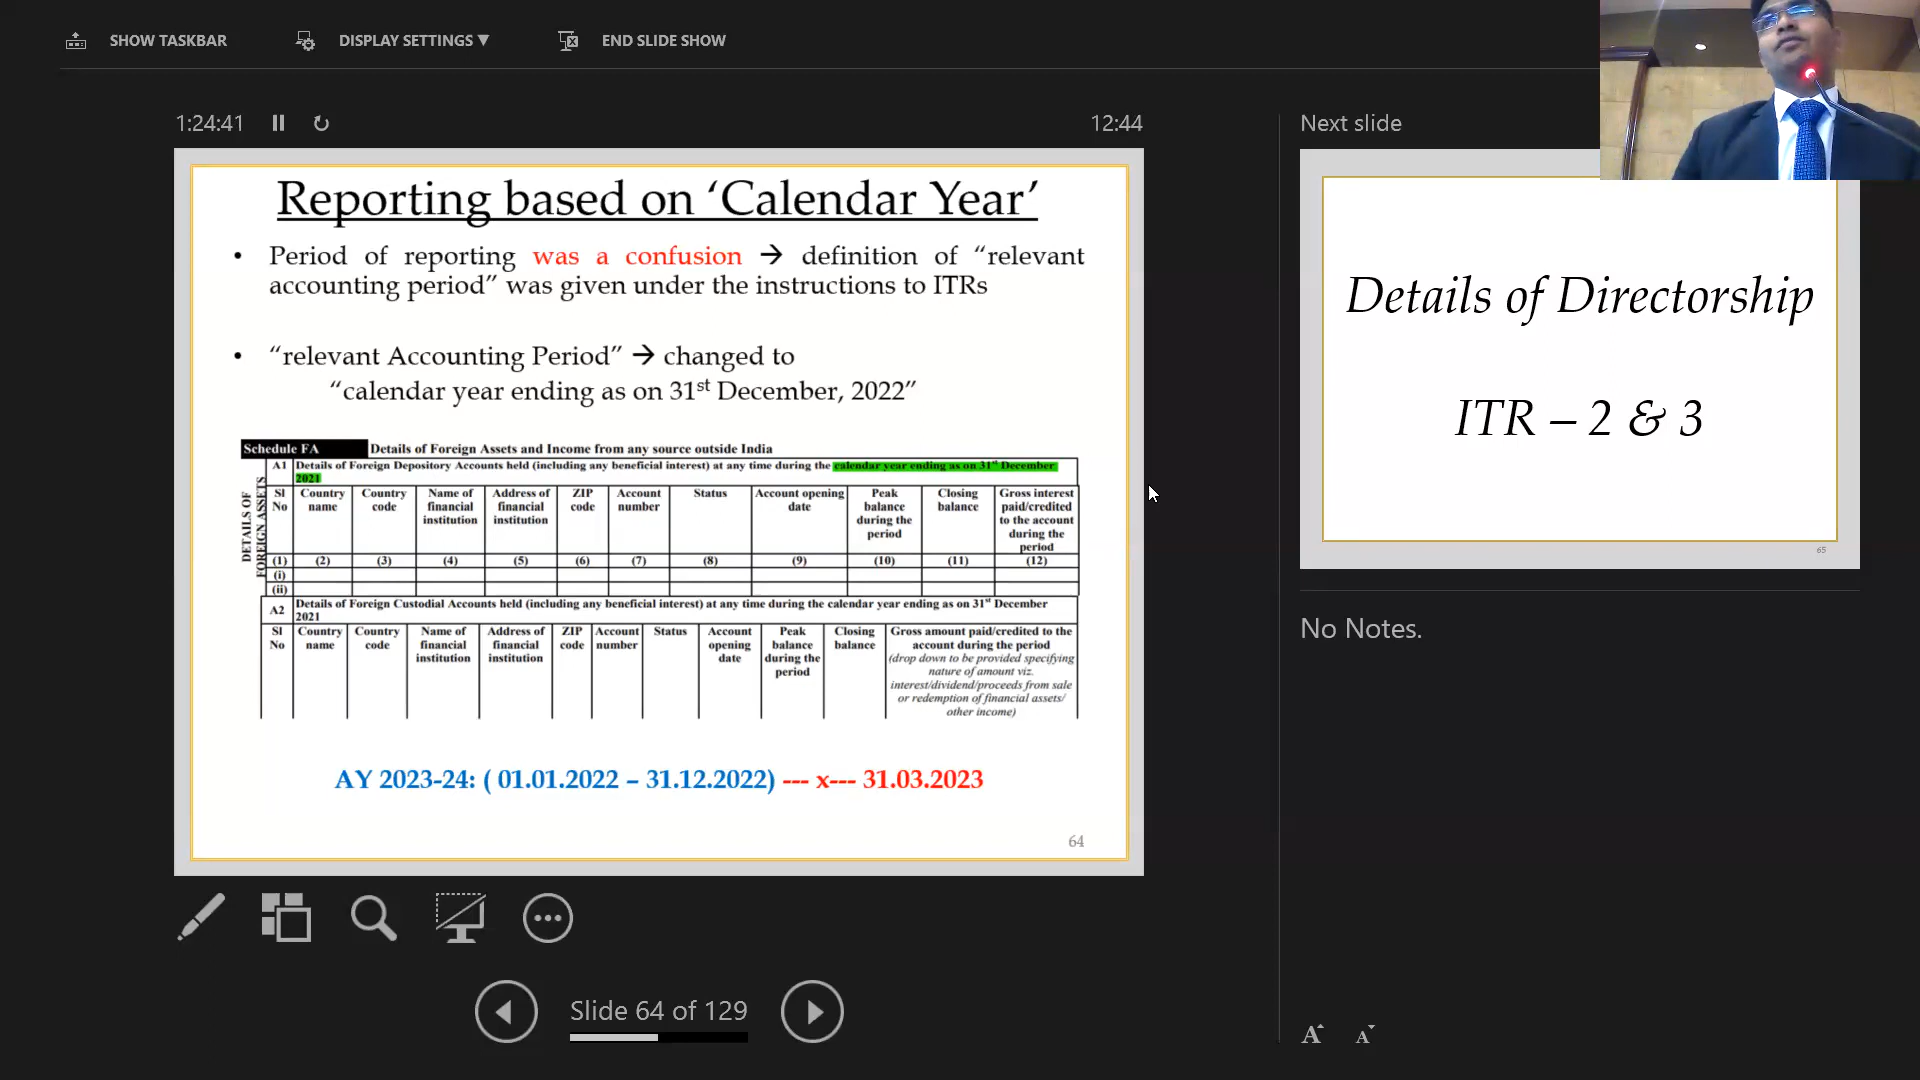 SHOW TASKBAR DISPLAY SETTINGS ▼ END SLIDE SHOW
1:24:41 12:44
Reporting based on ‘Calendar Year’
• Period of reporting was a confusion → definition of “relevant
accounting period” was given under the instructions to ITRs
• “relevant Accounting Period” → changed to
“calendar year ending as on 31st December, 2022”
Schedule FA Details of Foreign Assets and Income from any source outside India
DETAILS OF
FOREIGN ASSETS
A1 Details of Foreign Depository Accounts held (including any beneficial interest) at any time during the calendar year ending as on 31st December
2021
Sl No Country name Country code Name of financial institution Address of financial institution ZIP code Account number Status Account opening date Peak balance during the period Closing balance Gross interest paid/credited to the account during the period
(1) (2) (3) (4) (5) (6) (7) (8) (9) (10) (11) (12)
(i)
(ii)
A2 Details of Foreign Custodial Accounts held (including any beneficial interest) at any time during the calendar year ending as on 31st December
2021
Sl No Country name Country code Name of financial institution Address of financial institution ZIP code Account number Status Account opening date Peak balance during the period Closing balance Gross amount paid/credited to the account during the period (drop down to be provided specifying nature of amount viz. interest/dividend/proceeds from sale or redemption of financial assets/ other income)
AY 2023-24: ( 01.01.2022 – 31.12.2022) --- x--- 31.03.2023
64
Slide 64 of 129
Next slide
Details of Directorship
ITR – 2 & 3
65
No Notes.
A A